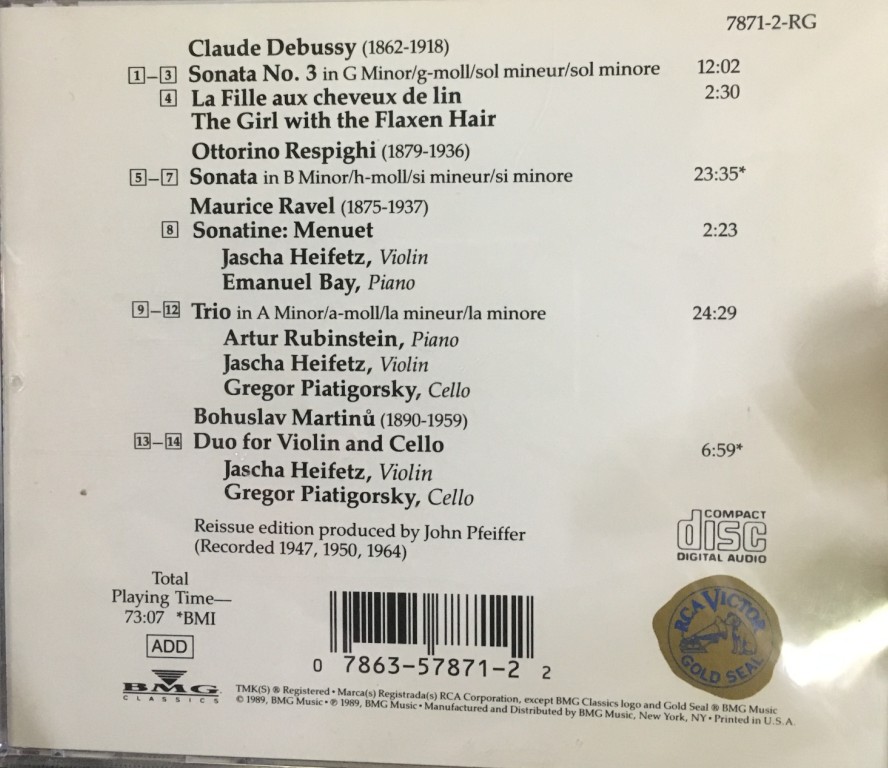 7871-2-RG
Claude Debussy (1862-1918)
1–3 Sonata No. 3 in G Minor/g-moll/sol mineur/sol minore 12:02
4 La Fille aux cheveux de lin 2:30
The Girl with the Flaxen Hair
Ottorino Respighi (1879-1936)
5–7 Sonata in B Minor/h-moll/si mineur/si minore 23:35*
Maurice Ravel (1875-1937)
8 Sonatine: Menuet 2:23
Jascha Heifetz, Violin
Emanuel Bay, Piano
9–12 Trio in A Minor/a-moll/la mineur/la minore 24:29
Artur Rubinstein, Piano
Jascha Heifetz, Violin
Gregor Piatigorsky, Cello
Bohuslav Martinů (1890-1959)
13–14 Duo for Violin and Cello 6:59*
Jascha Heifetz, Violin
Gregor Piatigorsky, Cello
Reissue edition produced by John Pfeiffer
(Recorded 1947, 1950, 1964)
COMPACT
disc
DIGITAL AUDIO
Total
Playing Time—
73:07 *BMI
ADD
BMG
CLASSICS
0 7863-57871-2 2
RCA VICTOR
GOLD SEAL
TMK(S) ® Registered • Marca(s) Registrada(s) RCA Corporation, except BMG Classics logo and Gold Seal ® BMG Music
© 1989, BMG Music • ℗ 1989, BMG Music • Manufactured and Distributed by BMG Music, New York, NY • Printed in U.S.A.